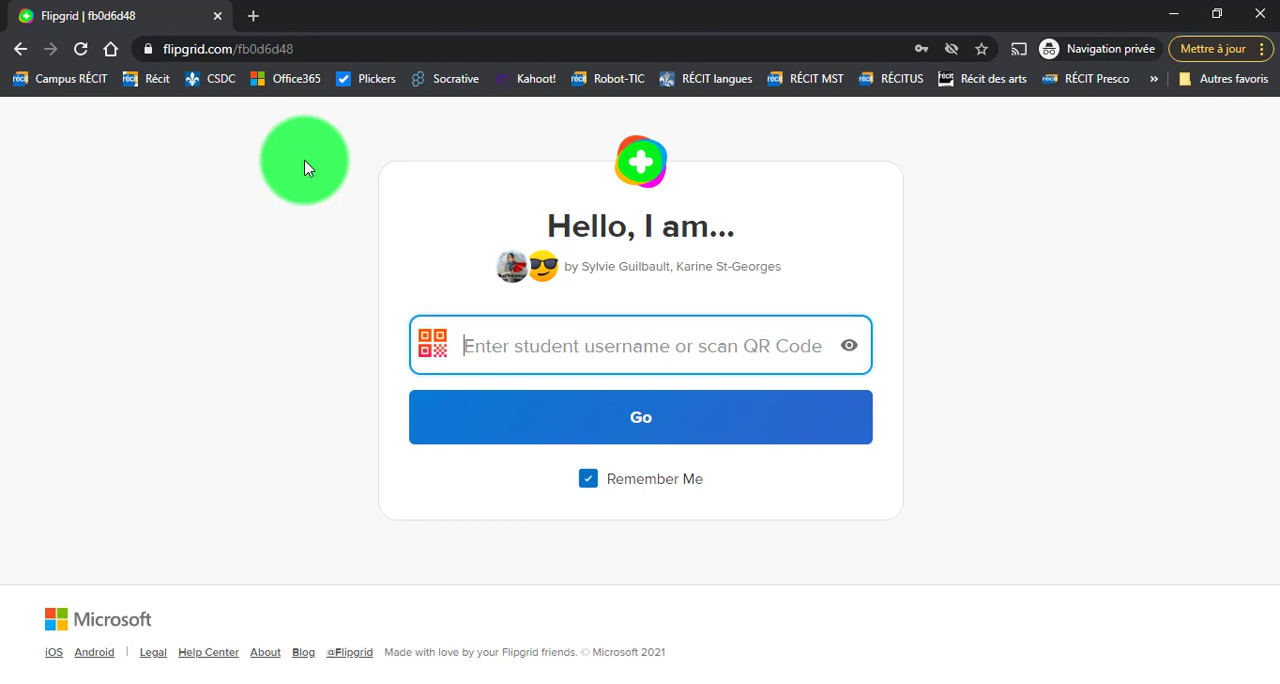 Flipgrid | fb0d6d48
flipgrid.com/fb0d6d48
Navigation privée
Mettre à jour
Campus RÉCIT
Récit
CSDC
Office365
Plickers
Socrative
Kahoot!
Robot-TIC
RÉCIT langues
RÉCIT MST
RÉCITUS
Récit des arts
RÉCIT Presco
»
Autres favoris
Hello, I am...
by Sylvie Guilbault, Karine St-Georges
Enter student username or scan QR Code
Go
Remember Me
Microsoft
iOS Android | Legal Help Center About Blog @Flipgrid Made with love by your Flipgrid friends. © Microsoft 2021